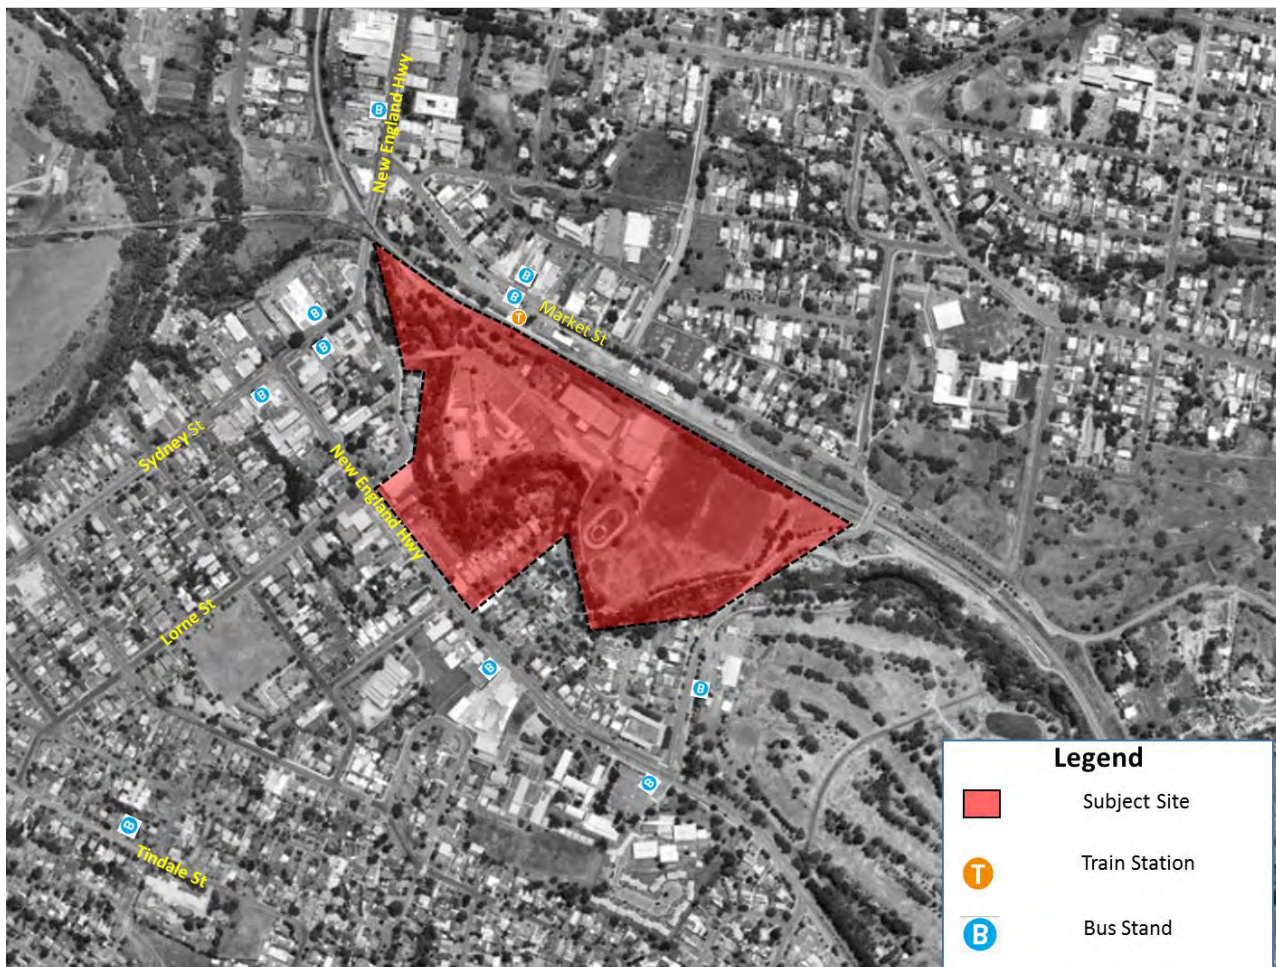 B
New England Hwy
B
B
T
Market St
B
B
B
Sydney St
New England Hwy
Lorne St
B
B
B
B
Tindale St
Legend
Subject Site
T Train Station
B Bus Stand